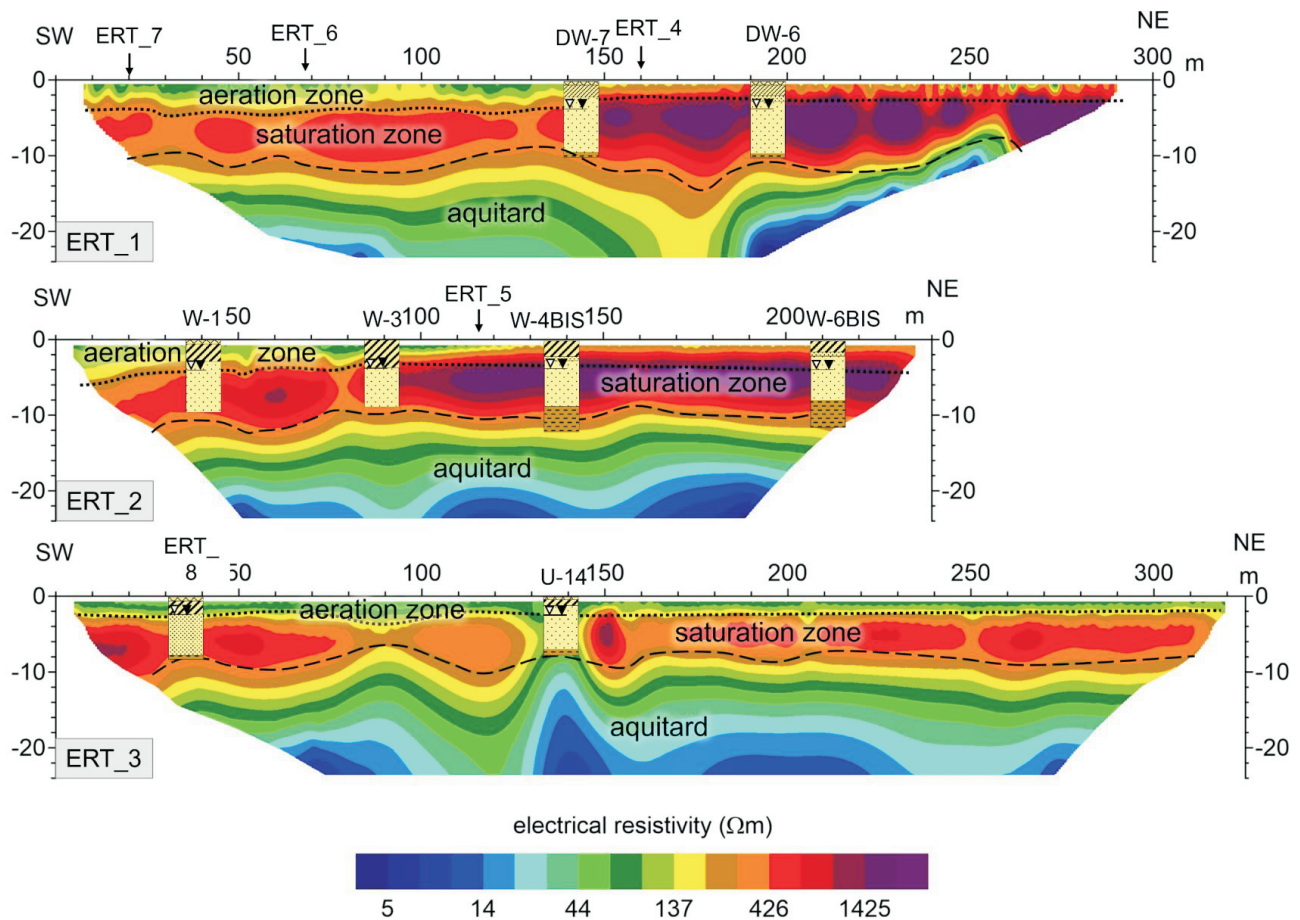 SW ERT_7 50 ERT_6 100 DW-7 150 ERT_4 DW-6 200 250 NE 300 m
0 aeration zone 0
saturation zone
-10 -10
aquitard
-20 -20
ERT_1
SW W-1 50 W-3 100 ERT_5 W-4BIS 150 200 W-6BIS NE m
0 aeration zone 0
saturation zone
-10 -10
aquitard
-20 -20
ERT_2
SW ERT_ 8 50 100 U-14 150 200 250 300 NE m
0 aeration zone 0
saturation zone
-10 -10
aquitard
-20 -20
ERT_3
electrical resistivity (Ωm)
5 14 44 137 426 1425